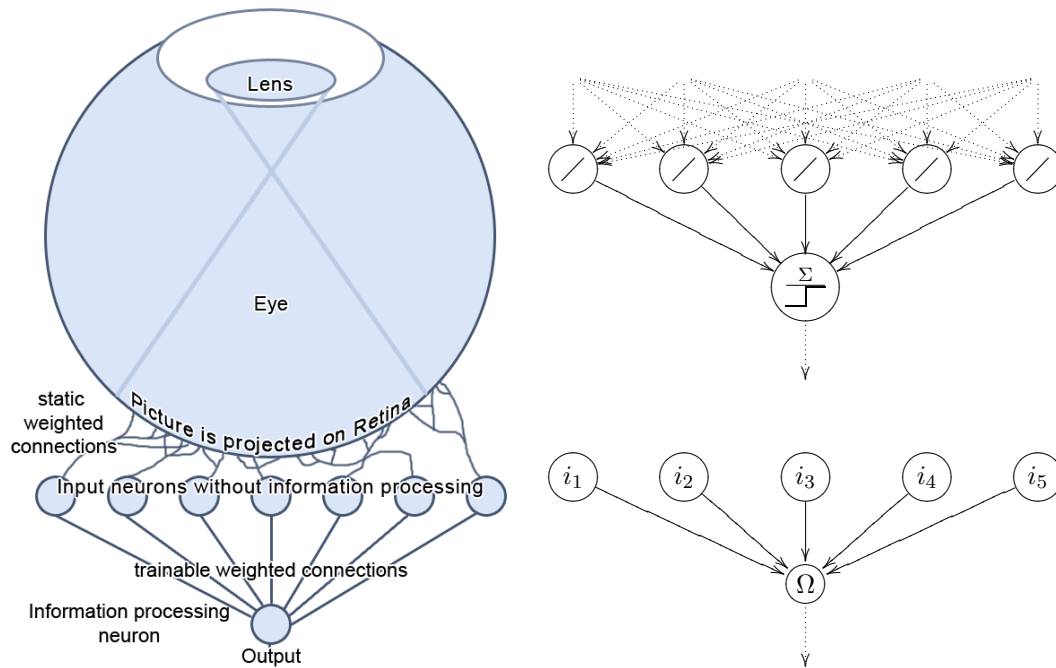 Lens
Eye
Picture is projected on Retina
static
weighted
connections
Input neurons without information processing
trainable weighted connections
Information processing
neuron
Output
Σ
i₁ i₂ i₃ i₄ i₅
Ω